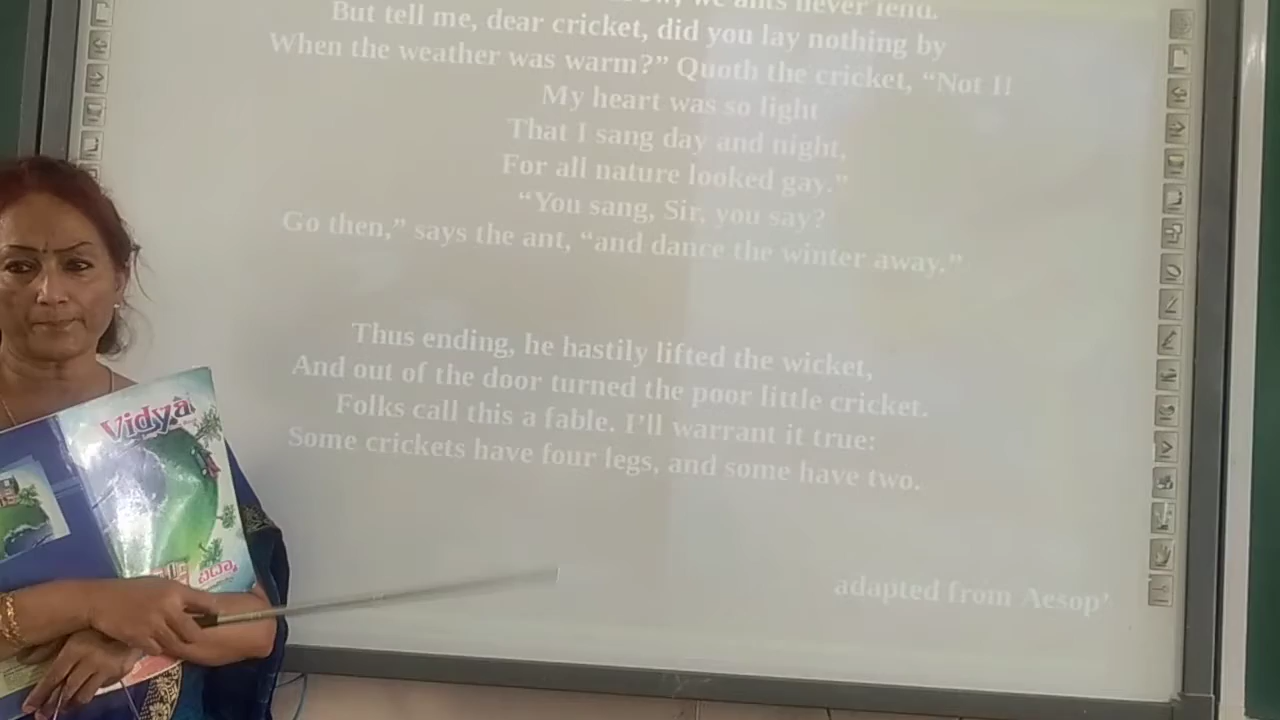 we ants never lend.
But tell me, dear cricket, did you lay nothing by
When the weather was warm?” Quoth the cricket, “Not I!
My heart was so light
That I sang day and night,
For all nature looked gay.”
“You sang, Sir, you say?
Go then,” says the ant, “and dance the winter away.”
Thus ending, he hastily lifted the wicket,
And out of the door turned the poor little cricket.
Folks call this a fable. I’ll warrant it true:
Some crickets have four legs, and some have two.
adapted from Aesop’
Vidya
ವಿದ್ಯಾ